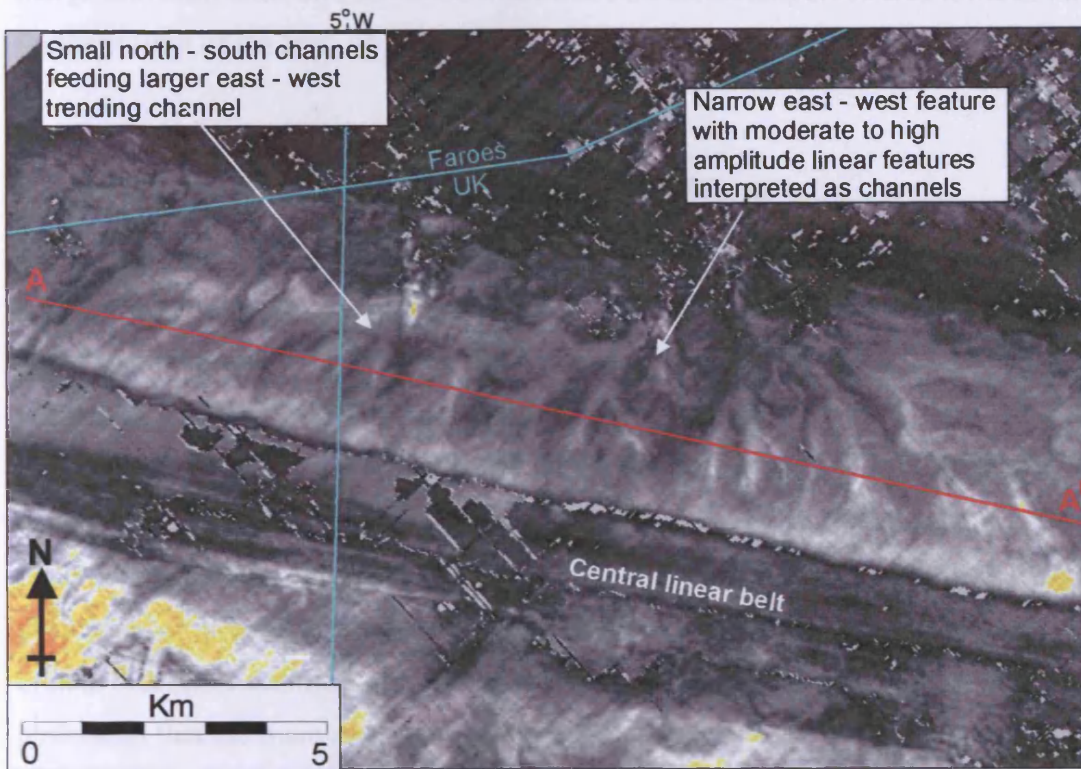 5°W
Small north - south channels
feeding larger east - west
trending channel
Narrow east - west feature
with moderate to high
amplitude linear features
interpreted as channels
Faroes
UK
A
A'
Central linear belt
N
Km
0 5